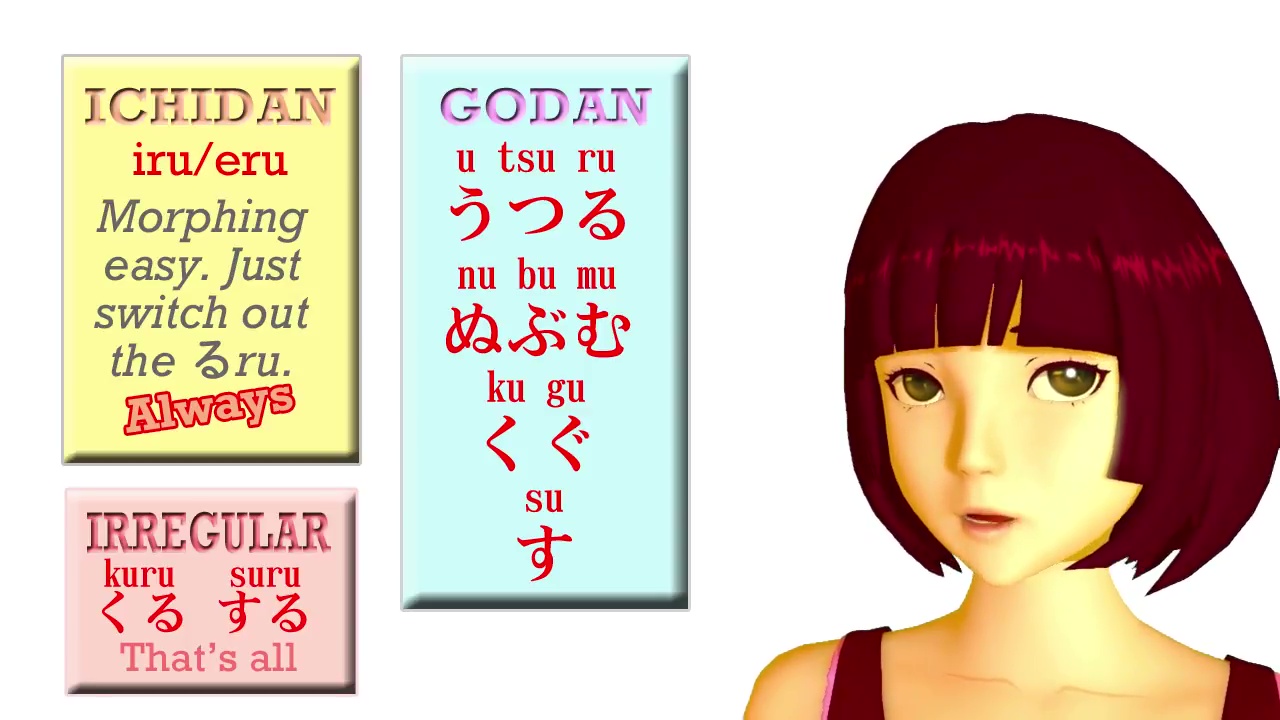 ICHIDAN
iru/eru
Morphing
easy. Just
switch out
the るru.
Always
IRREGULAR
kuru suru
くる する
That's all
GODAN
u tsu ru
うつる
nu bu mu
ぬぶむ
ku gu
くぐ
su
す